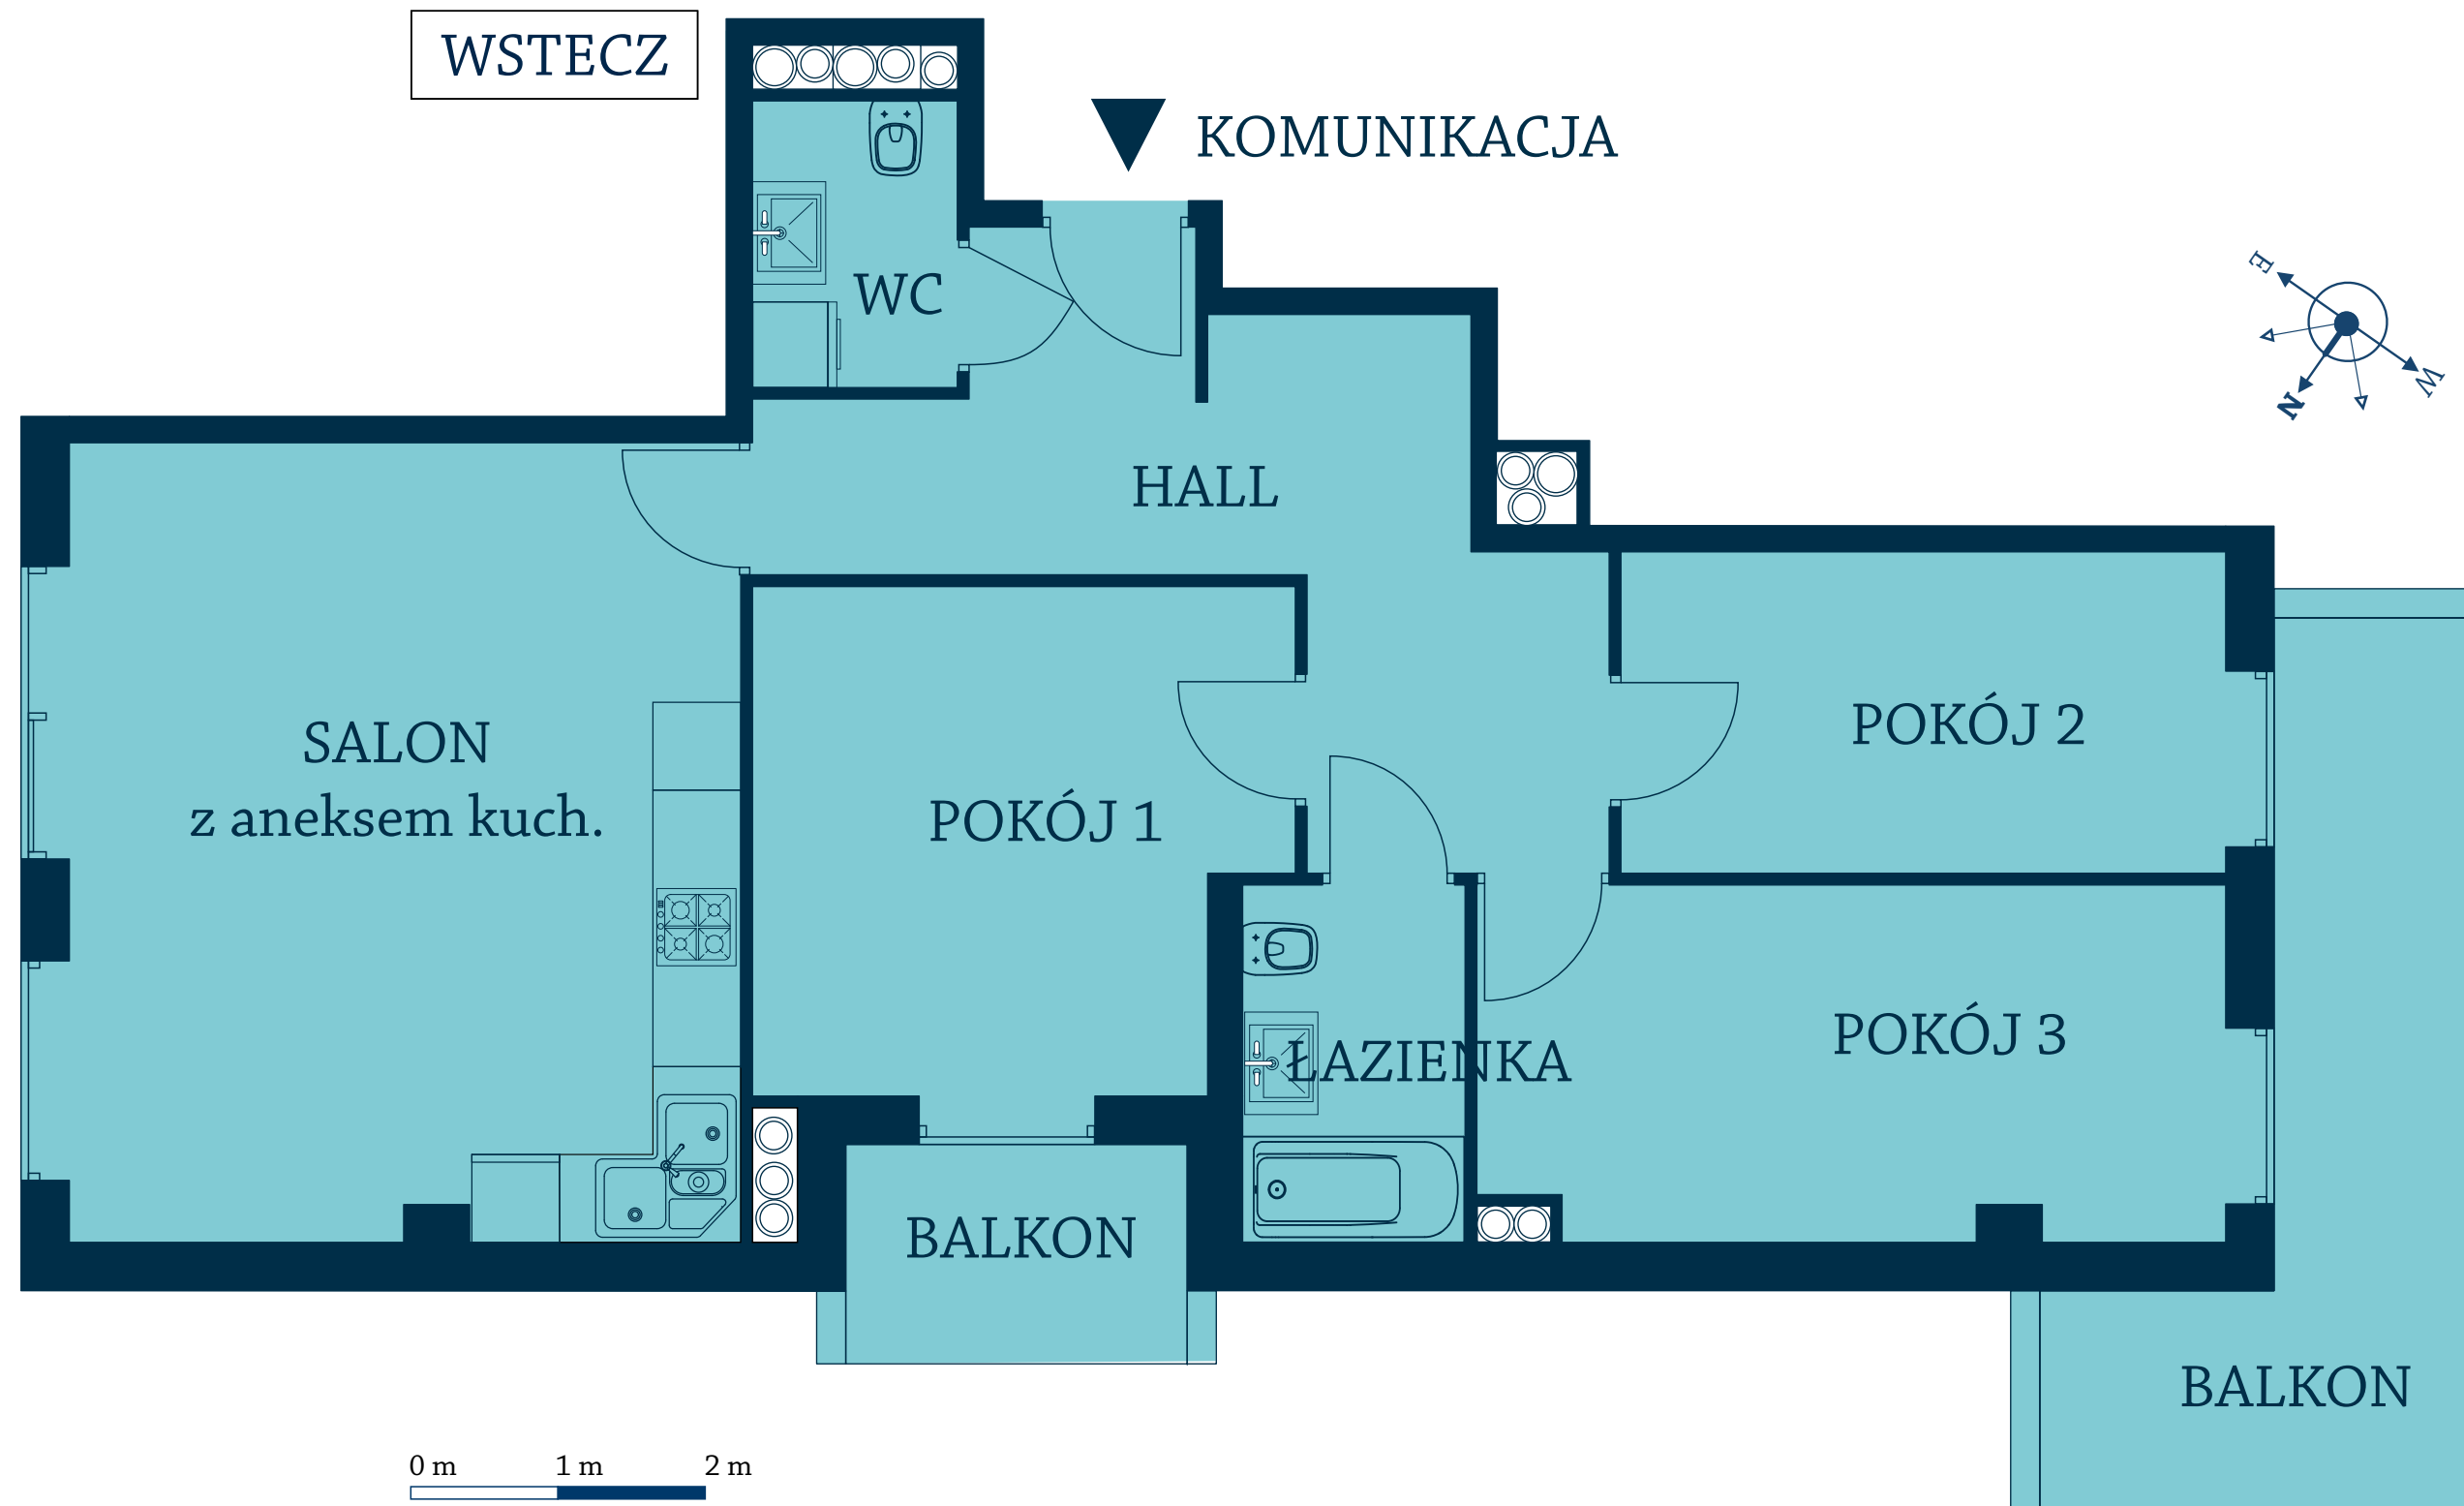 WSTECZ
KOMUNIKACJA
WC
E
W
N
HALL
SALON
z aneksem kuch.
POKÓJ 1
POKÓJ 2
POKÓJ 3
ŁAZIENKA
BALKON
BALKON
0 m 1 m 2 m